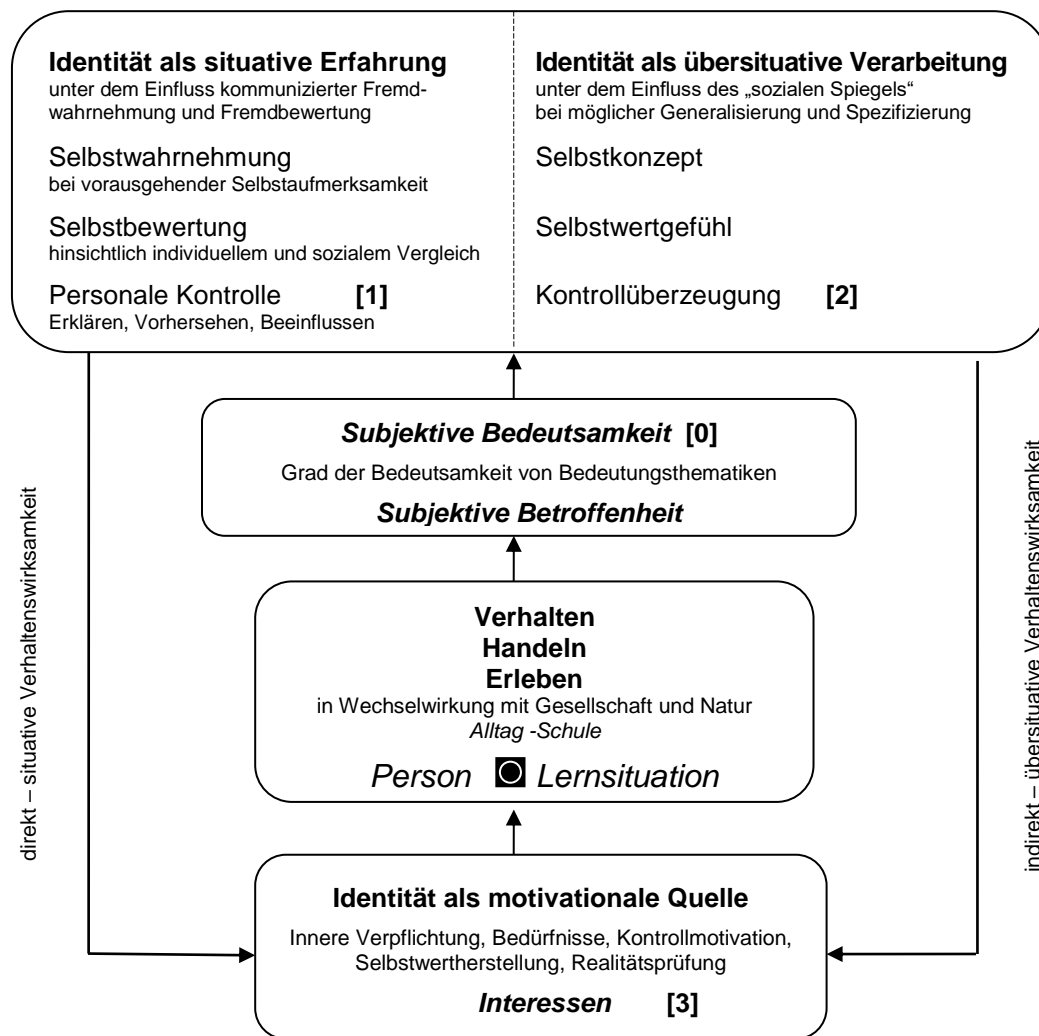 Identität als situative Erfahrung
unter dem Einfluss kommunizierter Fremd-
wahrnehmung und Fremdbewertung
Selbstwahrnehmung
bei vorausgehender Selbstaufmerksamkeit
Selbstbewertung
hinsichtlich individuellem und sozialem Vergleich
Personale Kontrolle [1]
Erklären, Vorhersehen, Beeinflussen
Identität als übersituative Verarbeitung
unter dem Einfluss des „sozialen Spiegels“
bei möglicher Generalisierung und Spezifizierung
Selbstkonzept
Selbstwertgefühl
Kontrollüberzeugung [2]
Subjektive Bedeutsamkeit [0]
Grad der Bedeutsamkeit von Bedeutungsthematiken
Subjektive Betroffenheit
direkt – situative Verhaltenswirksamkeit
indirekt – übersituative Verhaltenswirksamkeit
Verhalten
Handeln
Erleben
in Wechselwirkung mit Gesellschaft und Natur
Alltag -Schule
Person Lernsituation
Identität als motivationale Quelle
Innere Verpflichtung, Bedürfnisse, Kontrollmotivation,
Selbstwertherstellung, Realitätsprüfung
Interessen [3]